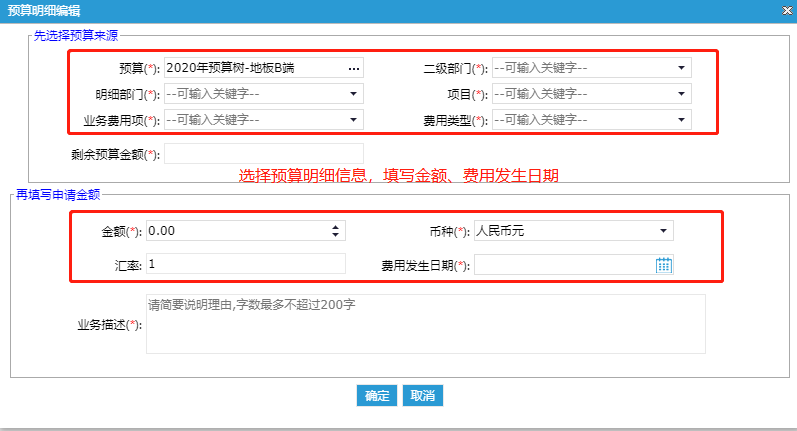 预算明细编辑
先选择预算来源
预算(*): 2020年预算树-地板B端 ... 二级部门(*): --可输入关键字--
明细部门(*): --可输入关键字-- 项目(*): --可输入关键字--
业务费用项(*): --可输入关键字-- 费用类型(*): --可输入关键字--
剩余预算金额(*):
选择预算明细信息，填写金额、费用发生日期
再填写申请金额
金额(*): 0.00 币种(*): 人民币元
汇率: 1 费用发生日期(*):
业务描述(*): 请简要说明理由,字数最多不超过200字
确定 取消